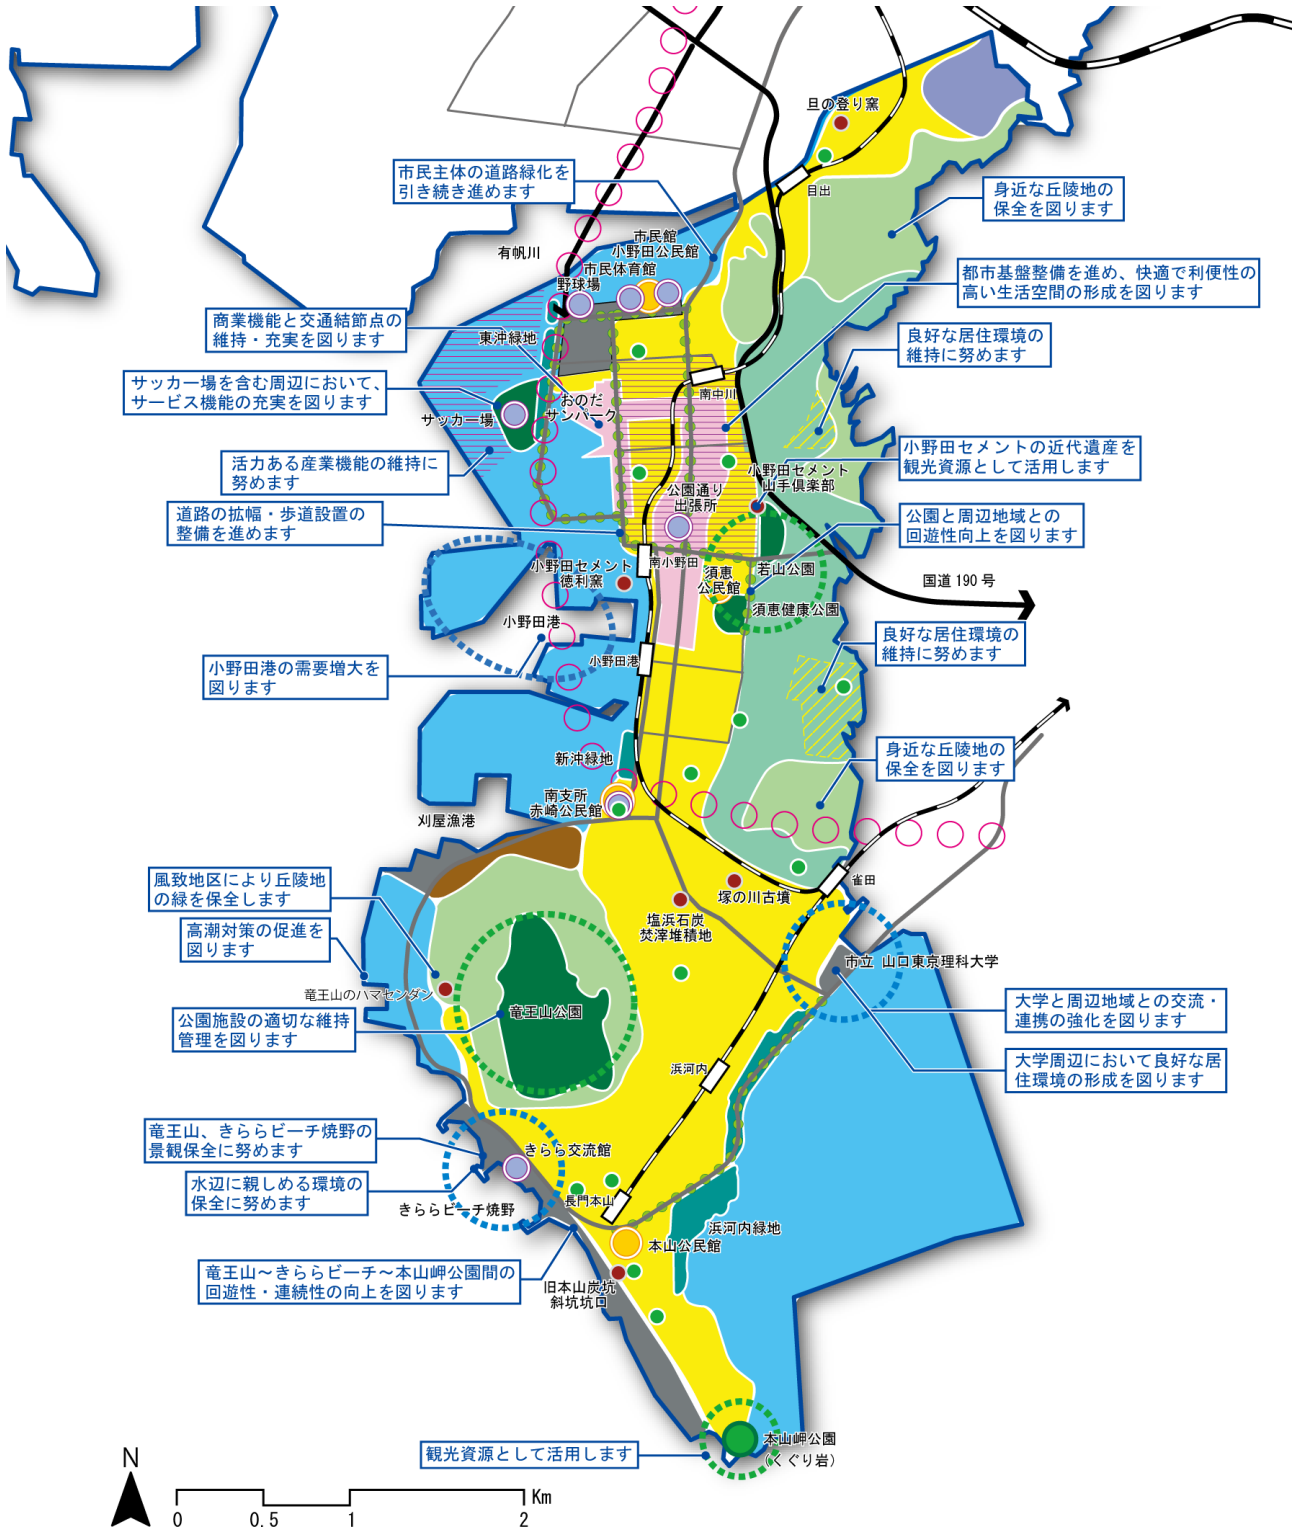 旦の登り窯
目出
市民主体の道路緑化を
引き続き進めます
身近な丘陵地の
保全を図ります
有帆川
市民館
小野田公民館
市民体育館
野球場
都市基盤整備を進め、快適で利便性の
高い生活空間の形成を図ります
商業機能と交通結節点の
維持・充実を図ります
東沖緑地
良好な居住環境の
維持に努めます
サッカー場を含む周辺において、
サービス機能の充実を図ります
南中川
おのだ
サンパーク
サッカー場
小野田セメントの近代遺産を
観光資源として活用します
活力ある産業機能の維持に
努めます
小野田セメント
山手倶楽部
公園通り
出張所
道路の拡幅・歩道設置の
整備を進めます
公園と周辺地域との
回遊性向上を図ります
小野田セメント
徳利窯
南小野田
須恵
公民館
若山公園
国道190号
須恵健康公園
小野田港
小野田港
良好な居住環境の
維持に努めます
小野田港の需要増大を
図ります
新沖緑地
身近な丘陵地の
保全を図ります
南支所
赤崎公民館
刈屋漁港
風致地区により丘陵地
の緑を保全します
雀田
塚の川古墳
塩浜石炭
焚滓堆積地
高潮対策の促進を
図ります
市立 山口東京理科大学
竜王山のハマセンダン
公園施設の適切な維持
管理を図ります
竜王山公園
大学と周辺地域との交流・
連携の強化を図ります
大学周辺において良好な居
住環境の形成を図ります
浜河内
竜王山、きららビーチ焼野の
景観保全に努めます
きらら交流館
水辺に親しめる環境の
保全に努めます
きららビーチ焼野
長門本山
浜河内緑地
本山公民館
竜王山～きららビーチ～本山岬公園間の
回遊性・連続性の向上を図ります
旧本山炭坑
斜坑坑口
観光資源として活用します
本山岬公園
（くぐり岩）
N
Km
0 0.5 1 2